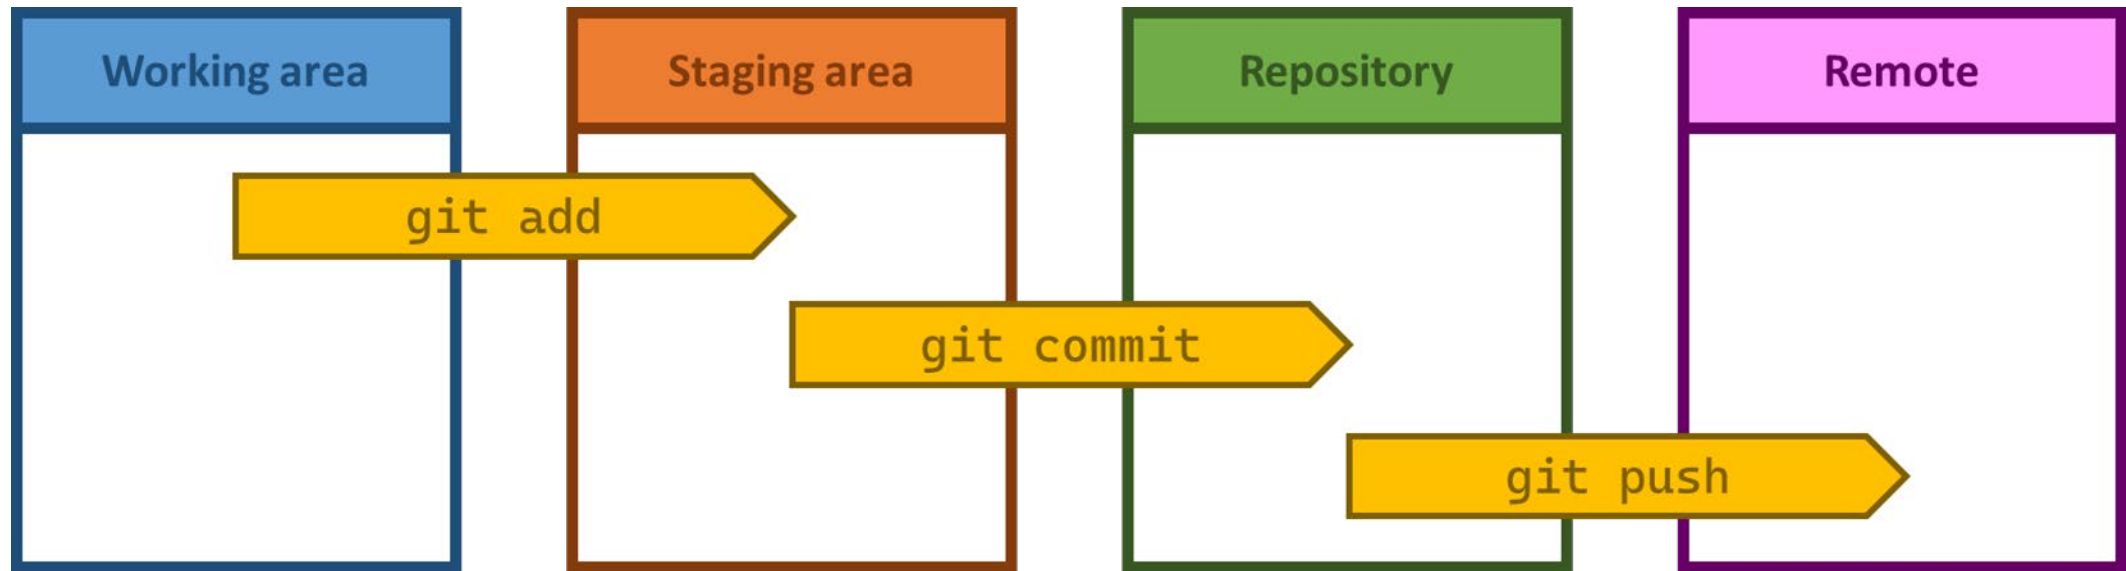 Working area
Staging area
Repository
Remote
git add
git commit
git push